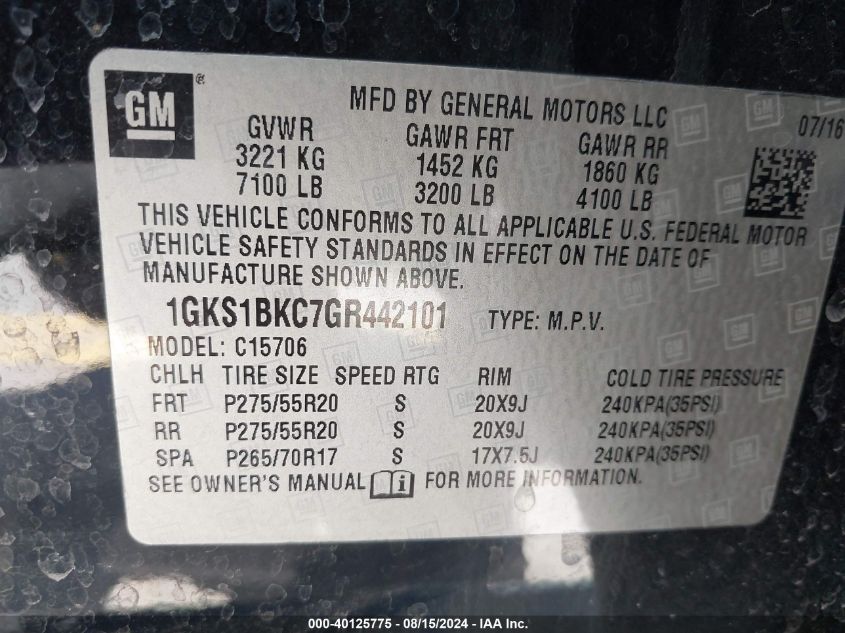 GM ®
MFD BY GENERAL MOTORS LLC
07/16
GVWR GAWR FRT GAWR RR
3221 KG 1452 KG 1860 KG
7100 LB 3200 LB 4100 LB
THIS VEHICLE CONFORMS TO ALL APPLICABLE U.S. FEDERAL MOTOR
VEHICLE SAFETY STANDARDS IN EFFECT ON THE DATE OF
MANUFACTURE SHOWN ABOVE.
1GKS1BKC7GR442101 TYPE: M.P.V.
MODEL: C15706
CHLH TIRE SIZE SPEED RTG RIM COLD TIRE PRESSURE
FRT P275/55R20 S 20X9J 240KPA(35PSI)
RR P275/55R20 S 20X9J 240KPA(35PSI)
SPA P265/70R17 S 17X7.5J 240KPA(35PSI)
SEE OWNER'S MANUAL i FOR MORE INFORMATION.
000-40125775 - 08/15/2024 - IAA Inc.